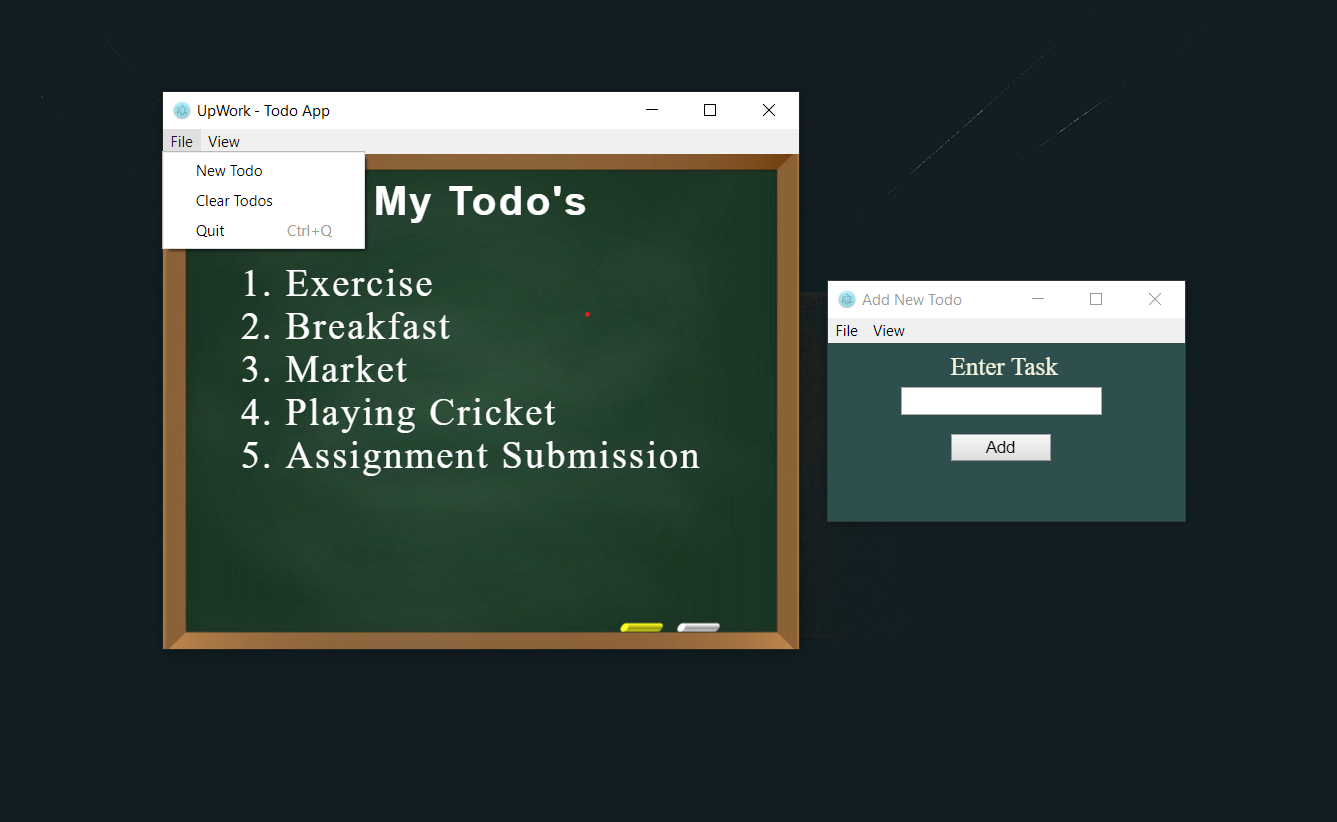 UpWork - Todo App
File View
New Todo
Clear Todos
Quit Ctrl+Q
My Todo's
1. Exercise
2. Breakfast
3. Market
4. Playing Cricket
5. Assignment Submission
Add New Todo
File View
Enter Task
Add